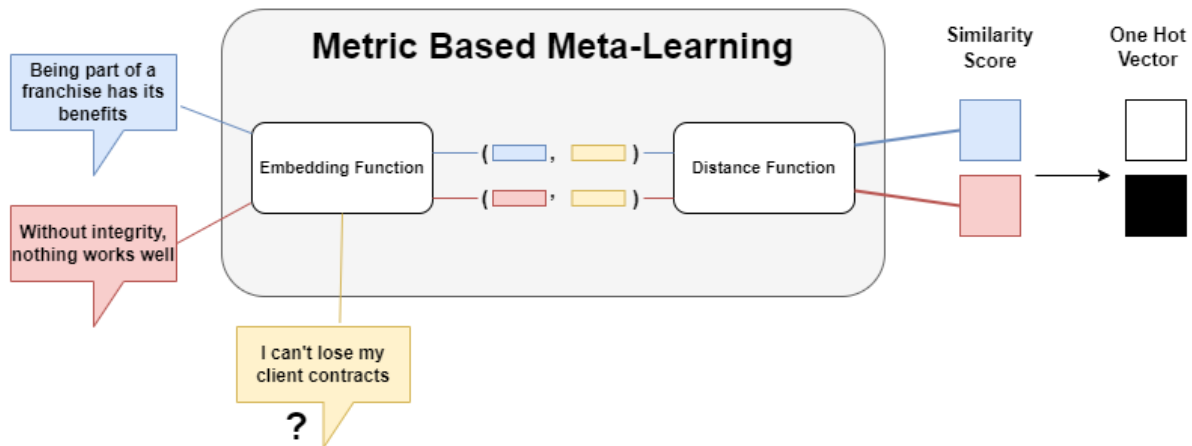 Metric Based Meta-Learning
Similarity
Score
One Hot
Vector
Being part of a
franchise has its
benefits
Embedding Function
( , )
( , )
Distance Function
Without integrity,
nothing works well
I can't lose my
client contracts
?